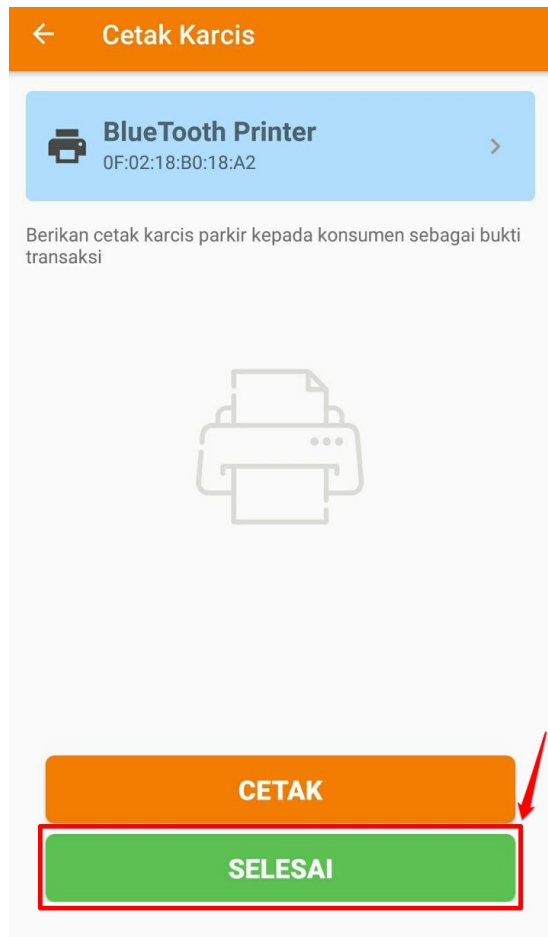 Cetak Karcis
BlueTooth Printer
0F:02:18:B0:18:A2
Berikan cetak karcis parkir kepada konsumen sebagai bukti
transaksi
CETAK
SELESAI